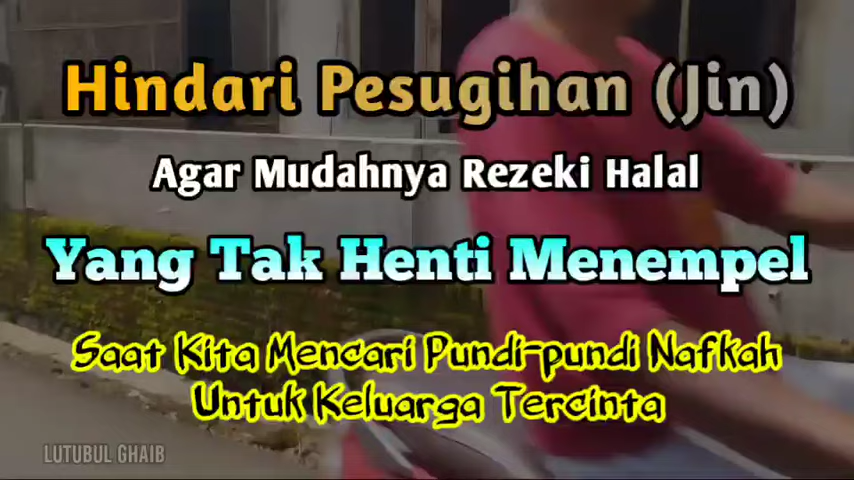 Hindari Pesugihan (Jin)
Agar Mudahnya Rezeki Halal
Yang Tak Henti Menempel
Saat Kita Mencari Pundi-pundi Nafkah
Untuk Keluarga Tercinta
LUTUBUL GHAIB